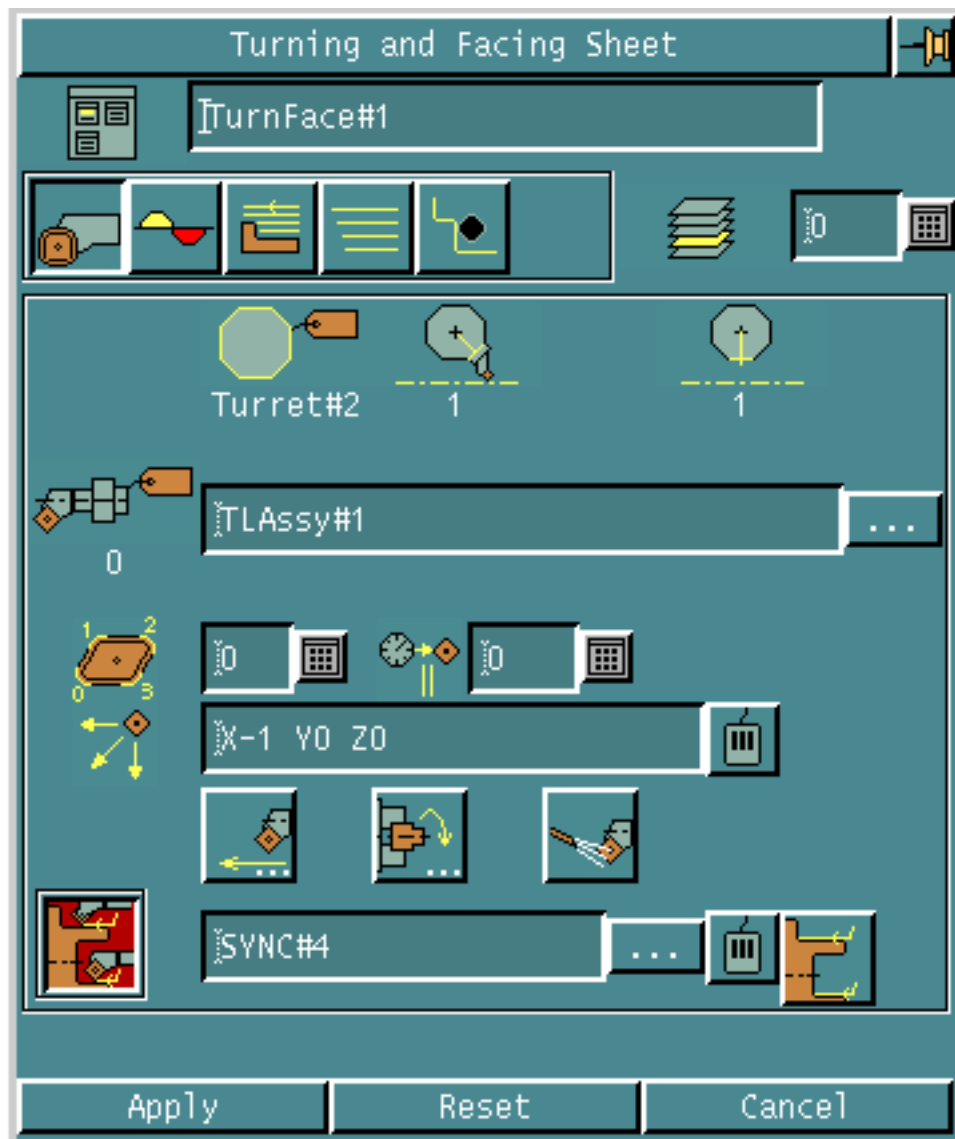 Turning and Facing Sheet
TurnFace#1
0
Turret#2 1 1
TLAssy#1 ...
0
1 2
0 3
0 0
X-1 Y0 Z0
... ...
SYNC#4 ...
Apply Reset Cancel